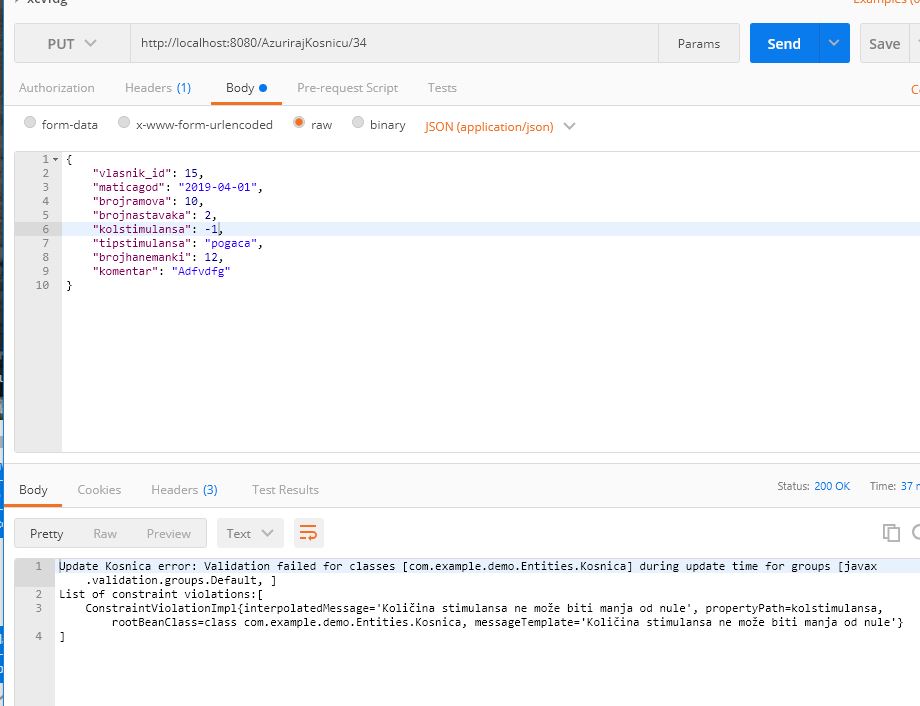 PUT http://localhost:8080/AzurirajKosnicu/34 Params Send Save
Authorization Headers (1) Body Pre-request Script Tests
form-data x-www-form-urlencoded raw binary JSON (application/json)
1 {
2 "vlasnik_id": 15,
3 "maticagod": "2019-04-01",
4 "brojramova": 10,
5 "brojnastavaka": 2,
6 "kolstimulansa": -1,
7 "tipstimulansa": "pogaca",
8 "brojhanemanki": 12,
9 "komentar": "Adfvdfg"
10 }
Body Cookies Headers (3) Test Results Status: 200 OK Time: 37
Pretty Raw Preview Text
1 Update Kosnica error: Validation failed for classes [com.example.demo.Entities.Kosnica] during update time for groups [javax
.validation.groups.Default, ]
2 List of constraint violations:[
3 ConstraintViolationImpl{interpolatedMessage='Količina stimulansa ne može biti manja od nule', propertyPath=kolstimulansa,
rootBeanClass=class com.example.demo.Entities.Kosnica, messageTemplate='Količina stimulansa ne može biti manja od nule'}
4 ]